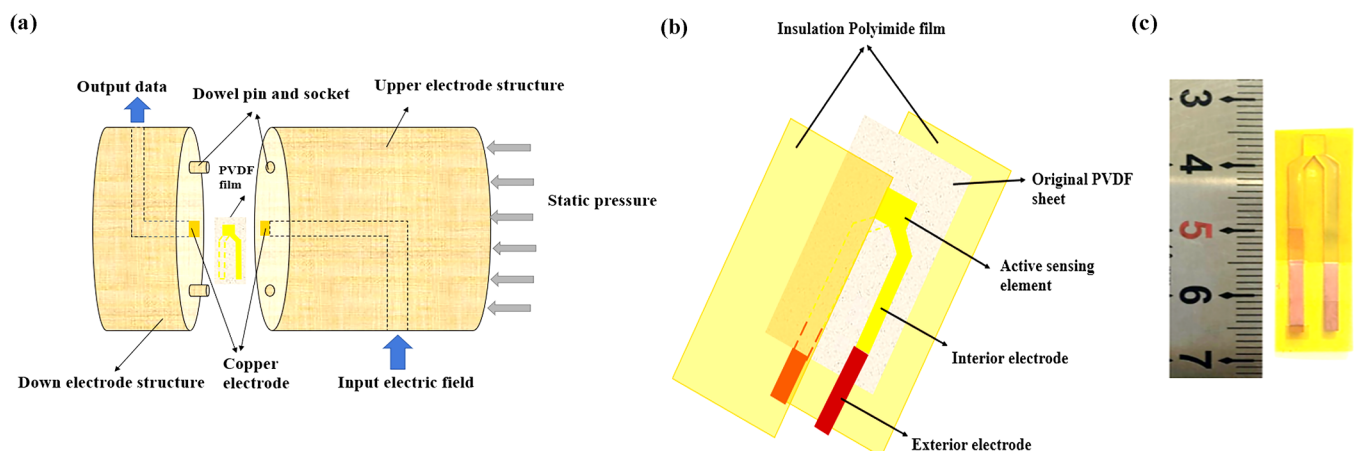 (a)
Output data
Dowel pin and socket
Upper electrode structure
PVDF
film
Static pressure
Down electrode structure
Copper
electrode
Input electric field
(b)
Insulation Polyimide film
Original PVDF
sheet
Active sensing
element
Interior electrode
Exterior electrode
(c)
3
4
5
6
7